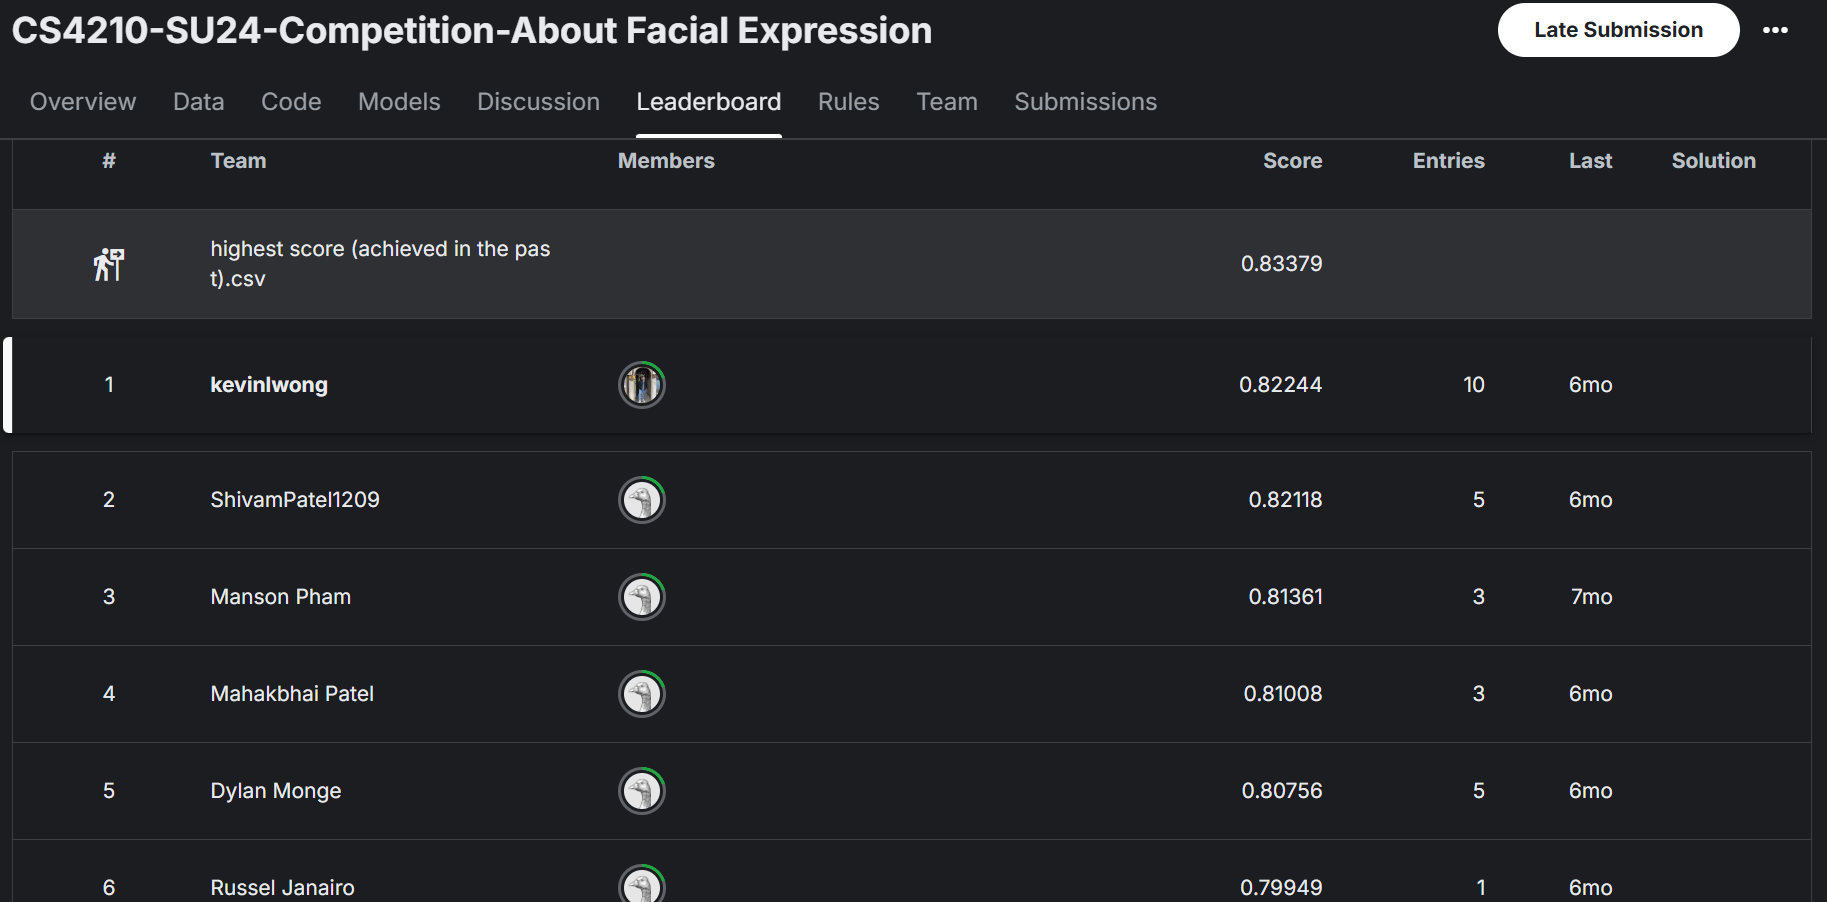 CS4210-SU24-Competition-About Facial Expression
Late Submission
Overview Data Code Models Discussion Leaderboard Rules Team Submissions
# Team Members Score Entries Last Solution
highest score (achieved in the pas
t).csv
0.83379
1 kevinlwong 0.82244 10 6mo
2 ShivamPatel1209 0.82118 5 6mo
3 Manson Pham 0.81361 3 7mo
4 Mahakbhai Patel 0.81008 3 6mo
5 Dylan Monge 0.80756 5 6mo
6 Russel Janairo 0.79949 1 6mo